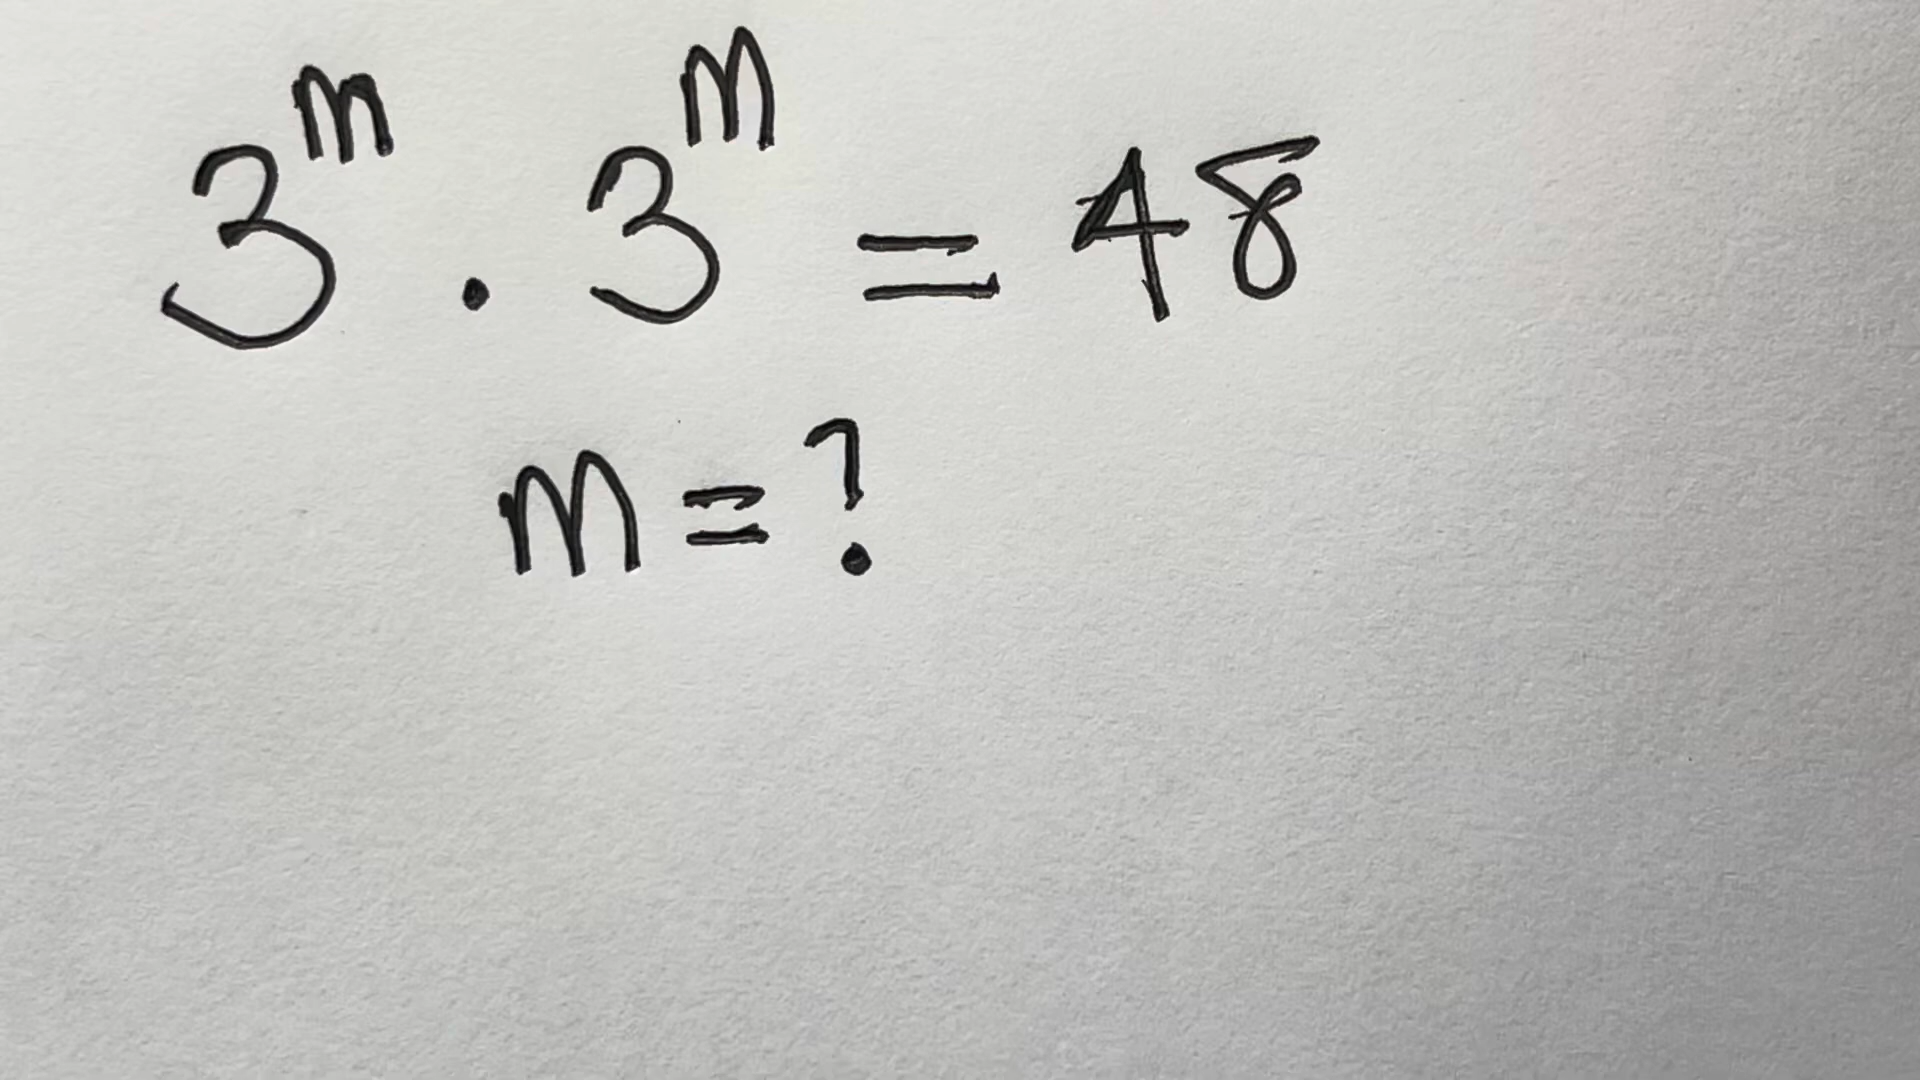 3^m . 3^m = 48
m = ?